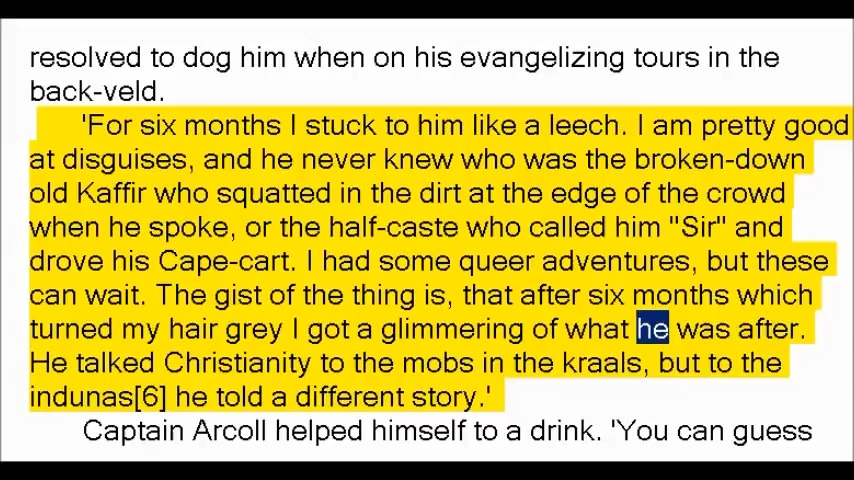 resolved to dog him when on his evangelizing tours in the
back-veld.
'For six months I stuck to him like a leech. I am pretty good
at disguises, and he never knew who was the broken-down
old Kaffir who squatted in the dirt at the edge of the crowd
when he spoke, or the half-caste who called him "Sir" and
drove his Cape-cart. I had some queer adventures, but these
can wait. The gist of the thing is, that after six months which
turned my hair grey I got a glimmering of what he was after.
He talked Christianity to the mobs in the kraals, but to the
indunas[6] he told a different story.'
Captain Arcoll helped himself to a drink. 'You can guess